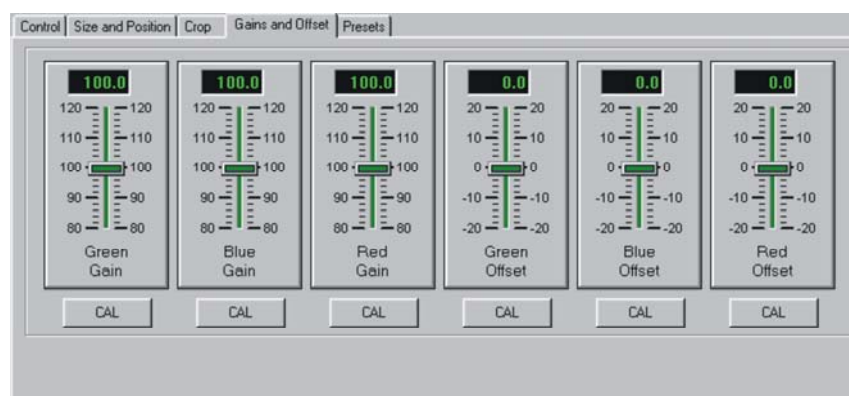 Control Size and Position Crop Gains and Offset Presets
100.0 100.0 100.0 0.0 0.0 0.0
120 120 120 120 120 120 20 20 20 20 20 20
110 110 110 110 110 110 10 10 10 10 10 10
100 100 100 100 100 100 0 0 0 0 0 0
90 90 90 90 90 90 -10 -10 -10 -10 -10 -10
80 80 80 80 80 80 -20 -20 -20 -20 -20 -20
Green Blue Red Green Blue Red
Gain Gain Gain Offset Offset Offset
CAL CAL CAL CAL CAL CAL